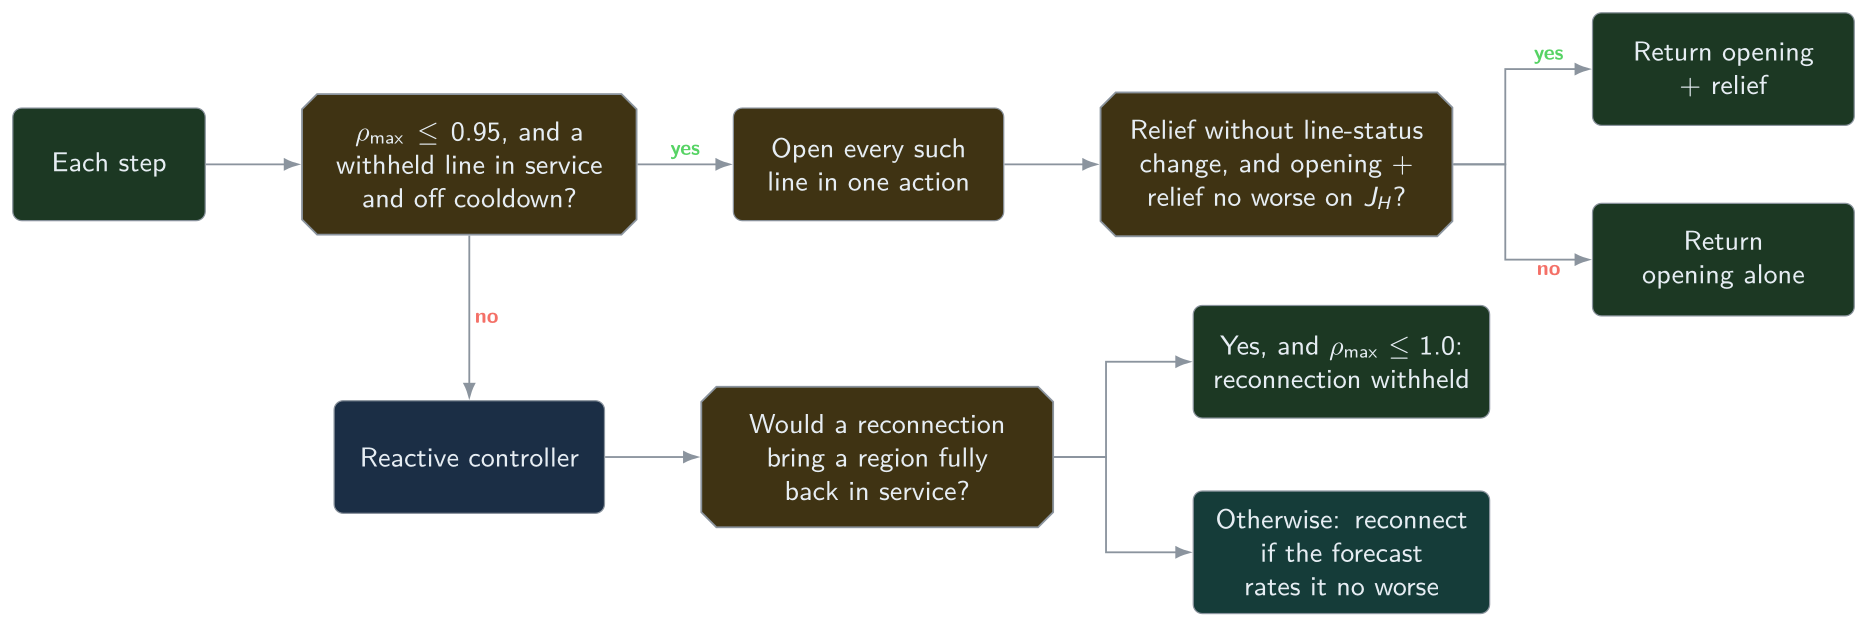 Each step
ρmax ≤ 0.95, and a
withheld line in service
and off cooldown?
yes
Open every such
line in one action
Relief without line-status
change, and opening +
relief no worse on JH?
yes
Return opening
+ relief
no
Return
opening alone
no
Reactive controller
Would a reconnection
bring a region fully
back in service?
Yes, and ρmax ≤ 1.0:
reconnection withheld
Otherwise: reconnect
if the forecast
rates it no worse